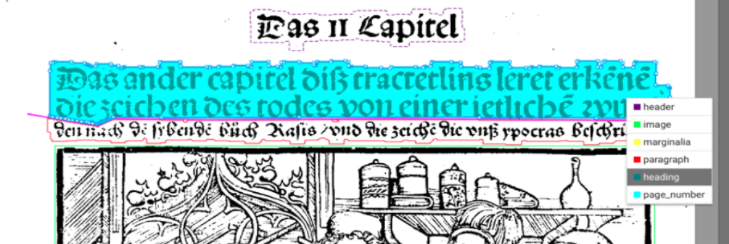 Das II Capitel
Das ander capitel diß tractetlins leret erkēnē
die zeichen des todes von einer ietlichē
den nach dē sybendē bůch Rasis / vnd die zeichē die vnß ypocras beschri
header
image
marginalia
paragraph
heading
page_number